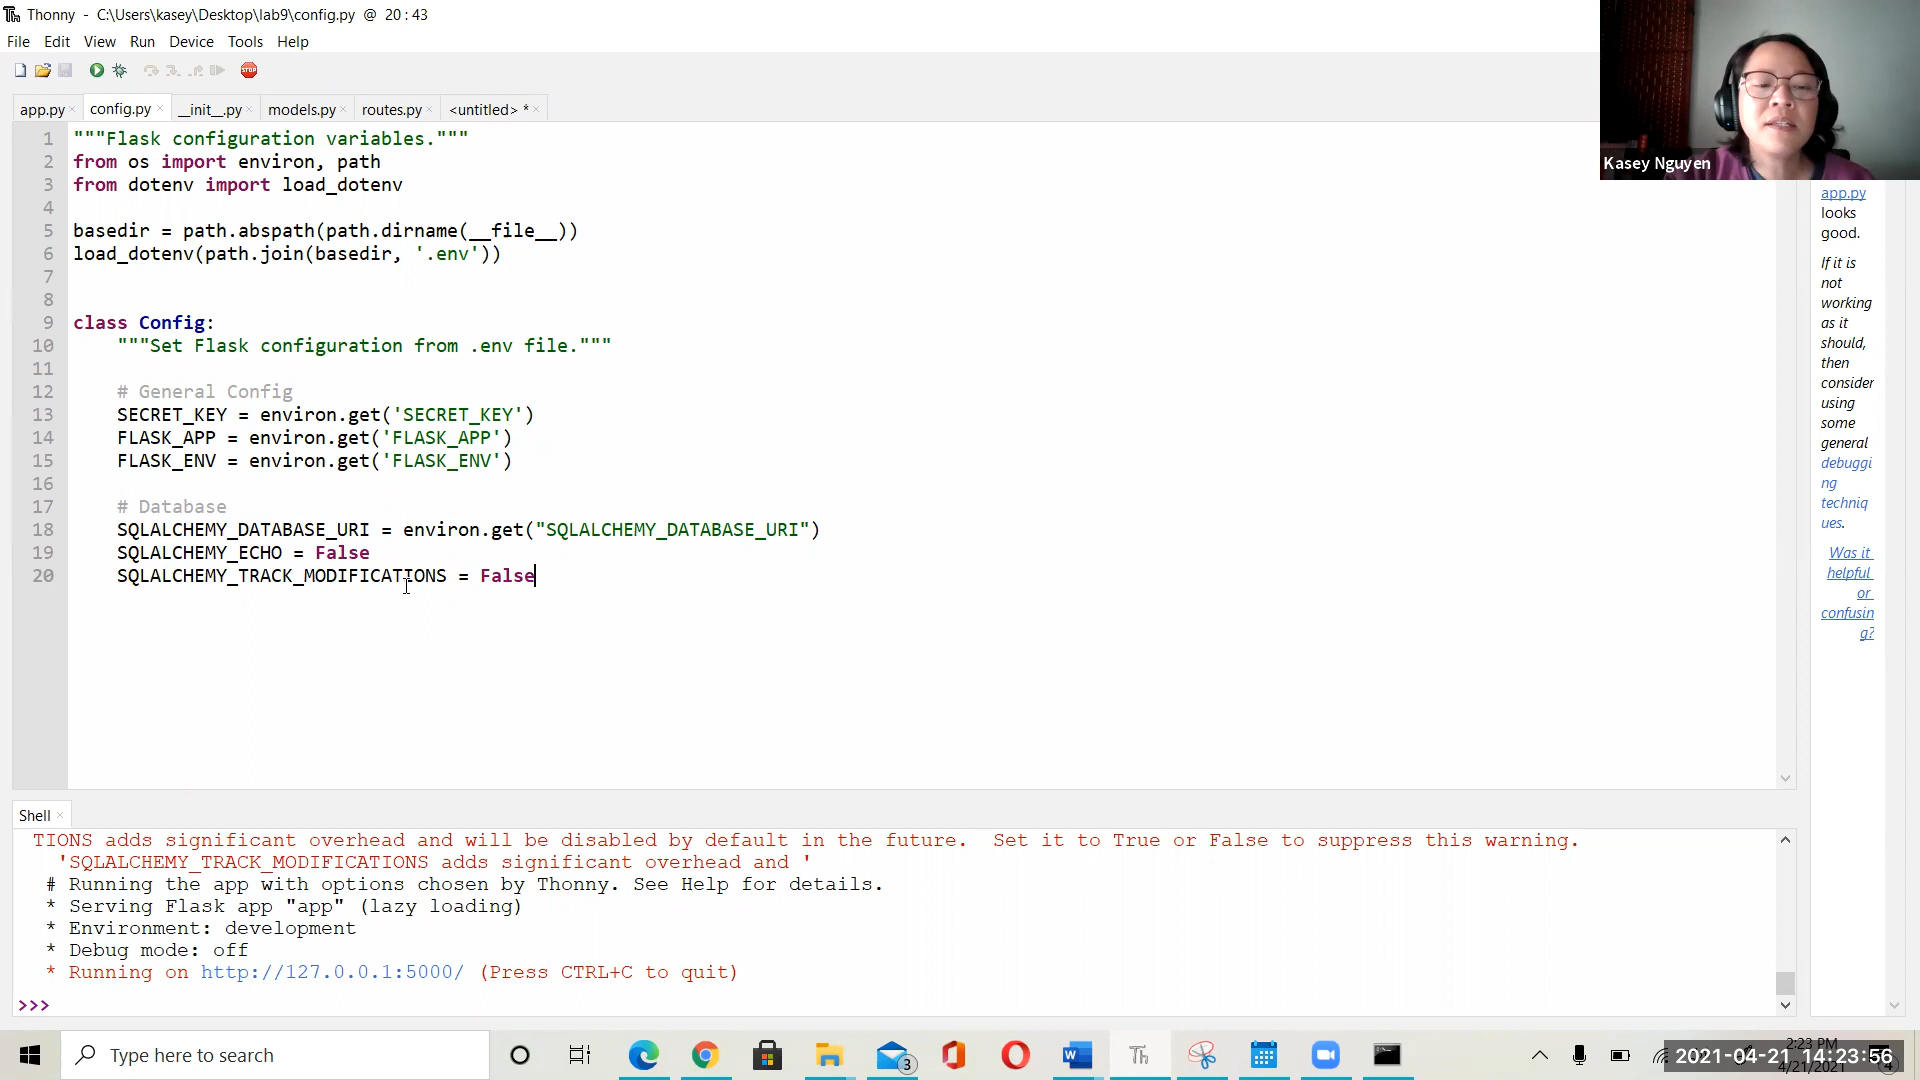 Thonny - C:\Users\kasey\Desktop\lab9\config.py @ 20 : 43
File Edit View Run Device Tools Help
STOP
app.py × config.py × __init__.py × models.py × routes.py × <untitled> * ×
1 """Flask configuration variables."""
2 from os import environ, path
3 from dotenv import load_dotenv
4
5 basedir = path.abspath(path.dirname(__file__))
6 load_dotenv(path.join(basedir, '.env'))
7
8
9 class Config:
10 """Set Flask configuration from .env file."""
11
12 # General Config
13 SECRET_KEY = environ.get('SECRET_KEY')
14 FLASK_APP = environ.get('FLASK_APP')
15 FLASK_ENV = environ.get('FLASK_ENV')
16
17 # Database
18 SQLALCHEMY_DATABASE_URI = environ.get("SQLALCHEMY_DATABASE_URI")
19 SQLALCHEMY_ECHO = False
20 SQLALCHEMY_TRACK_MODIFICATIONS = False
Kasey Nguyen
app.py
looks
good.
If it is
not
working
as it
should,
then
consider
using
some
general
debuggi
ng
techniq
ues.
Was it
helpful
or
confusin
g?
Shell ×
TIONS adds significant overhead and will be disabled by default in the future.  Set it to True or False to suppress this warning.
'SQLALCHEMY_TRACK_MODIFICATIONS adds significant overhead and '
# Running the app with options chosen by Thonny. See Help for details.
* Serving Flask app "app" (lazy loading)
* Environment: development
* Debug mode: off
* Running on http://127.0.0.1:5000/ (Press CTRL+C to quit)
>>>
Type here to search
3
Th
2:23 PM
2021-04-21 14:23:56